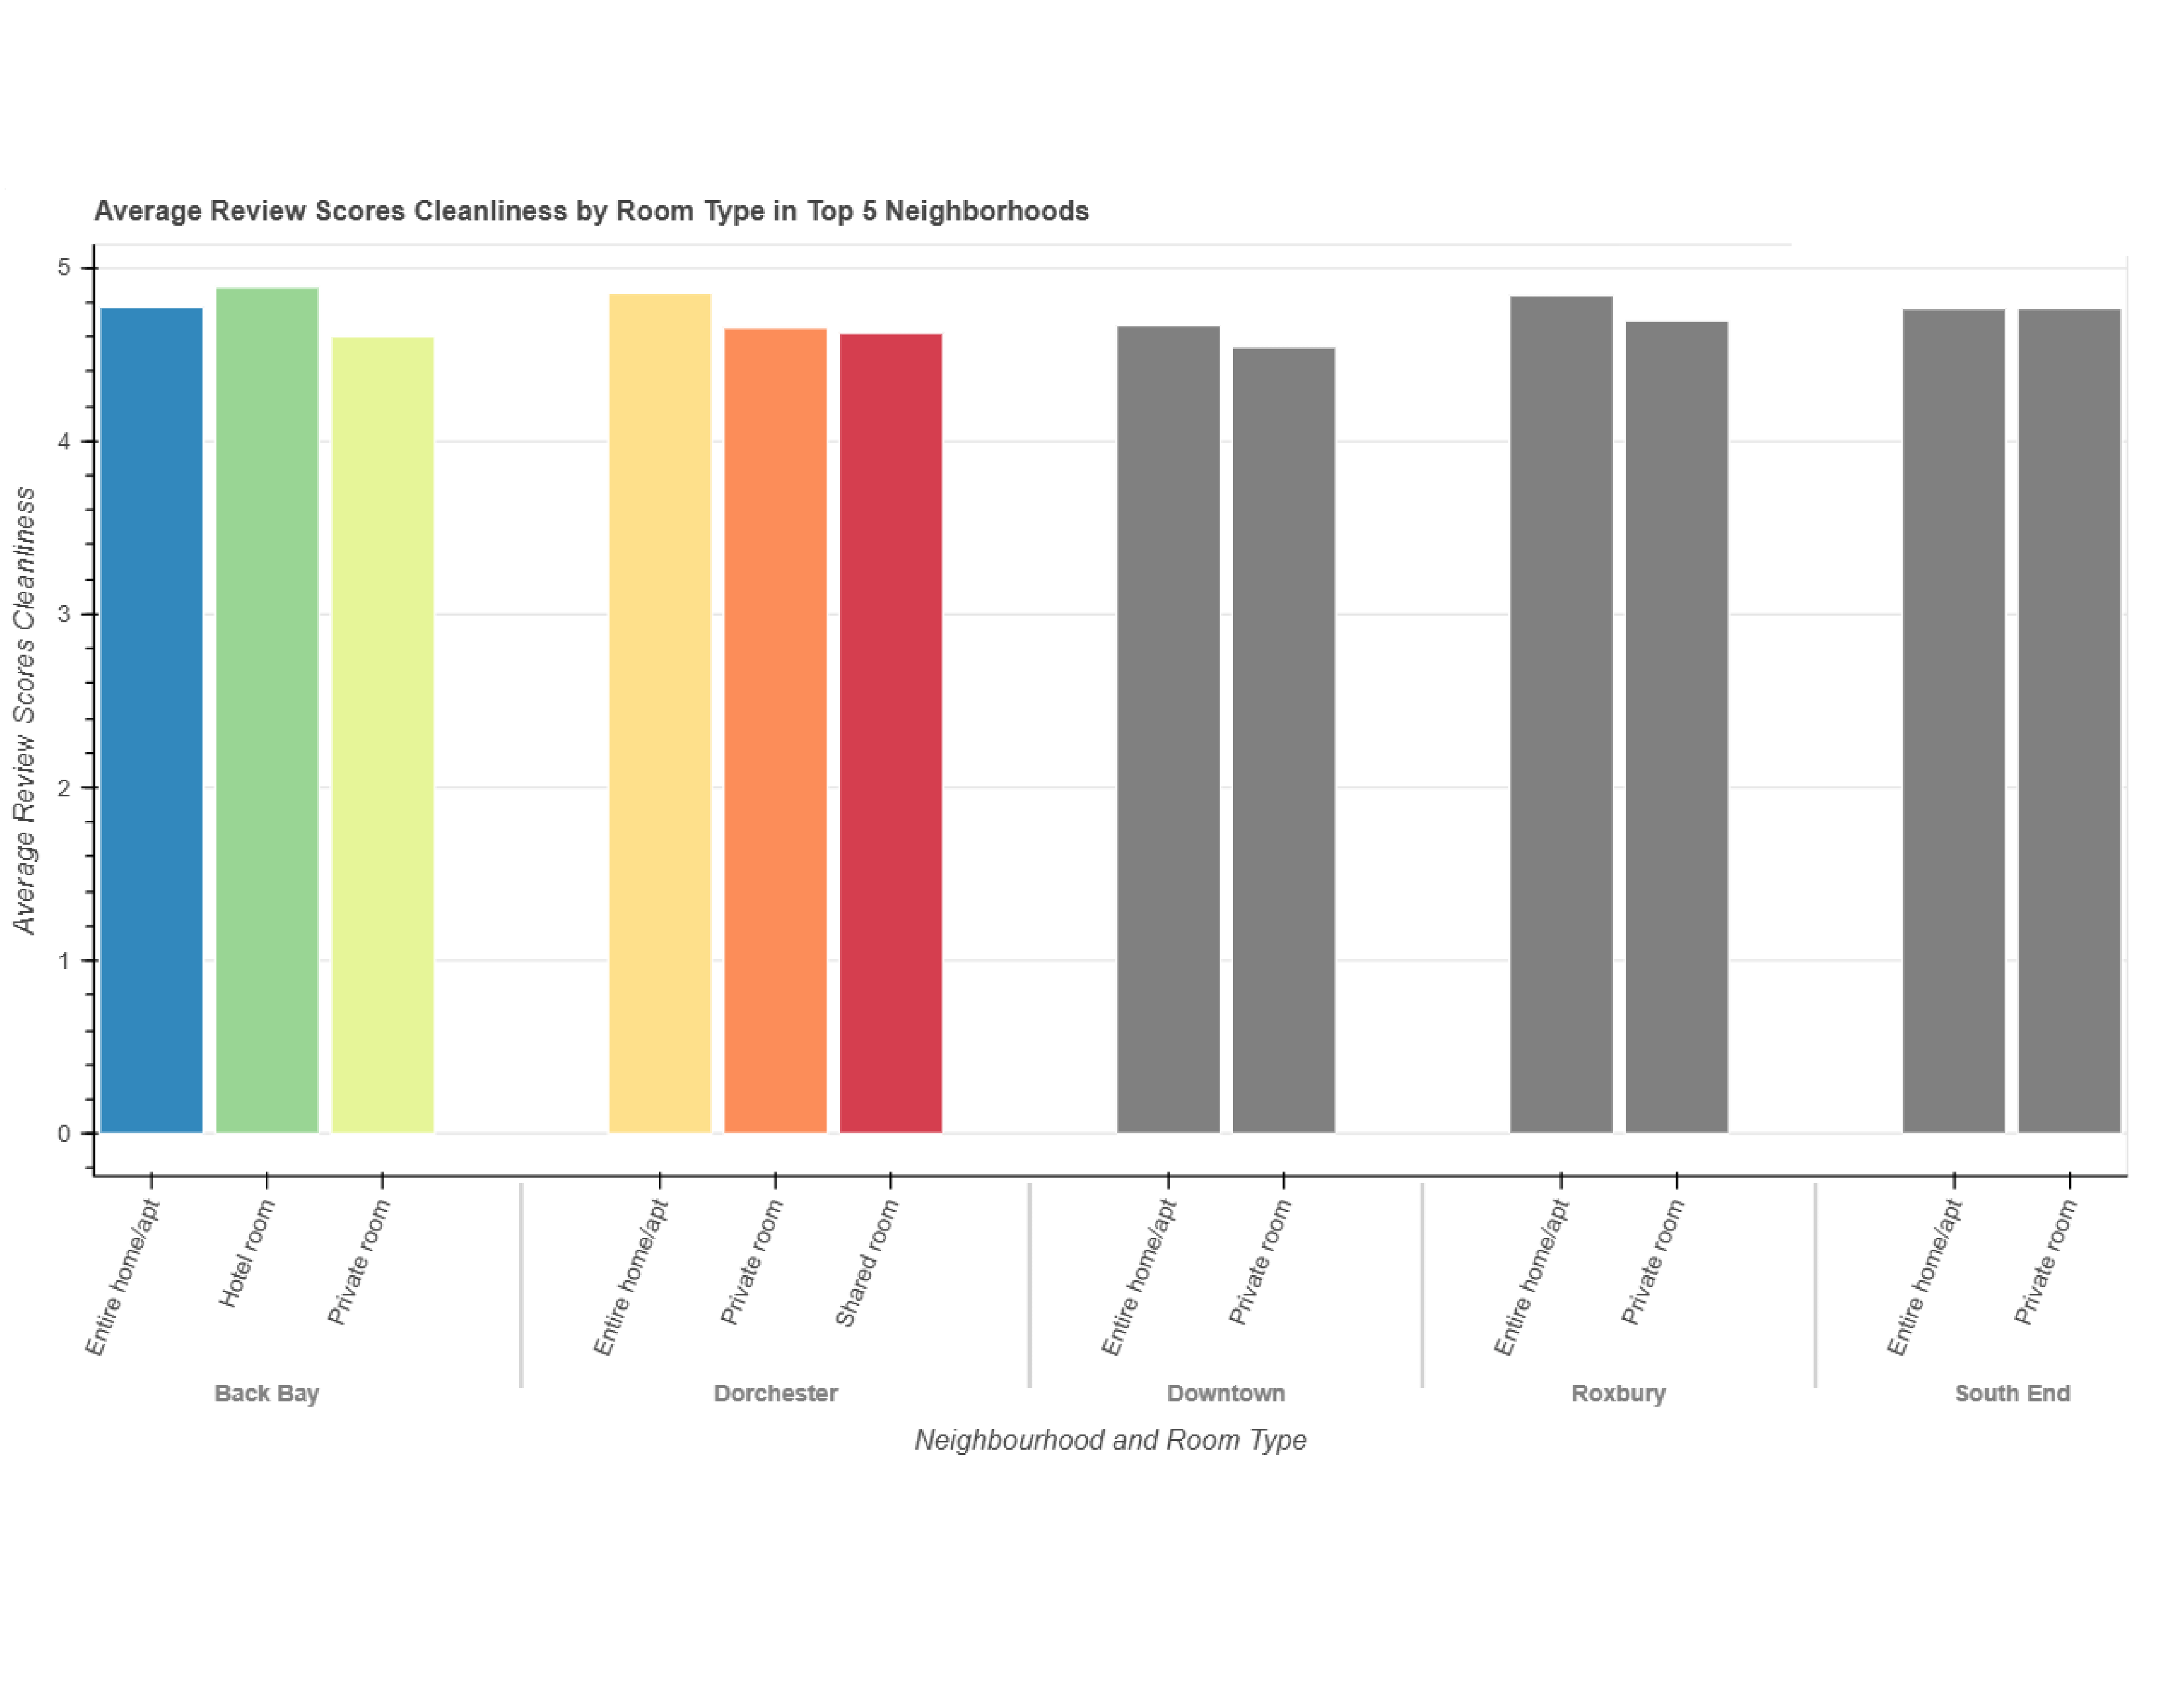 Average Review Scores Cleanliness by Room Type in Top 5 Neighborhoods
Average Review Scores Cleanliness
5
4
3
2
1
0
Entire home/apt
Hotel room
Private room
Entire home/apt
Private room
Shared room
Entire home/apt
Private room
Entire home/apt
Private room
Entire home/apt
Private room
Back Bay
Dorchester
Downtown
Roxbury
South End
Neighbourhood and Room Type